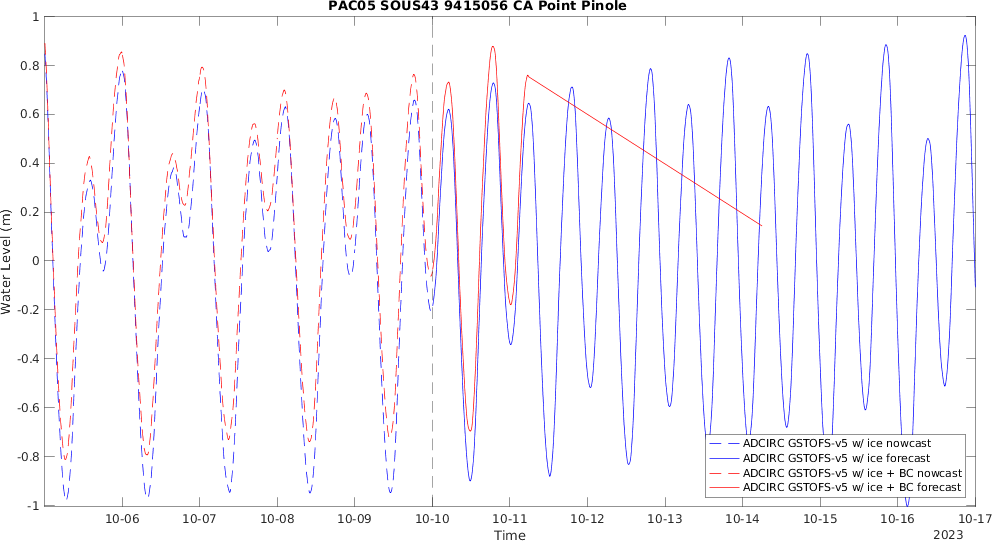 PAC05 SOUS43 9415056 CA Point Pinole
1
0.8
0.6
0.4
0.2
0
-0.2
-0.4
-0.6
-0.8
-1
Water Level (m)
ADCIRC GSTOFS-v5 w/ ice nowcast
ADCIRC GSTOFS-v5 w/ ice forecast
ADCIRC GSTOFS-v5 w/ ice + BC nowcast
ADCIRC GSTOFS-v5 w/ ice + BC forecast
10-06 10-07 10-08 10-09 10-10 10-11 10-12 10-13 10-14 10-15 10-16 10-17
Time
2023